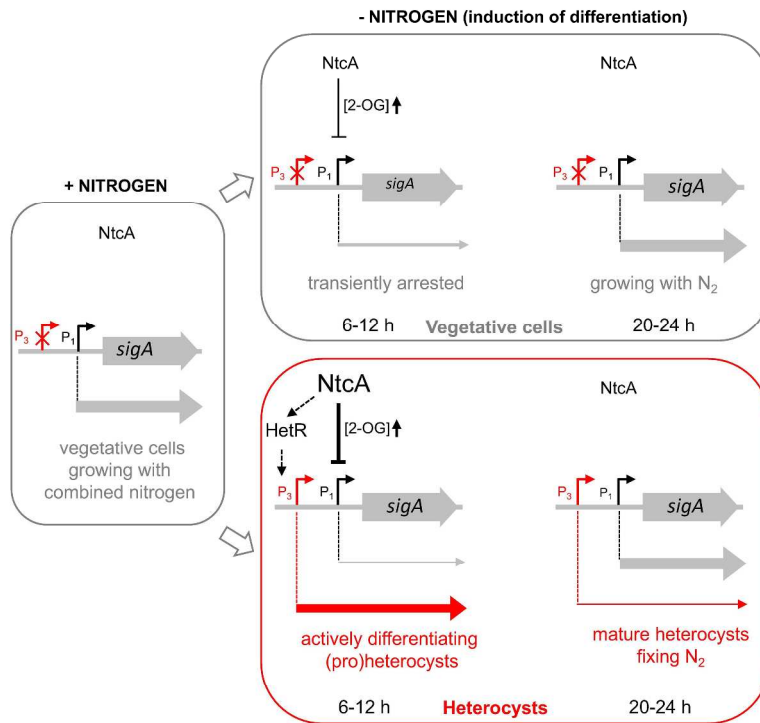 - NITROGEN (induction of differentiation)
NtcA
NtcA
[2-OG]
P3
P1
sigA
P3
P1
sigA
transiently arrested
growing with N2
6-12 h
Vegetative cells
20-24 h
+ NITROGEN
NtcA
P3
P1
sigA
vegetative cells
growing with
combined nitrogen
NtcA
NtcA
HetR
[2-OG]
P3
P1
sigA
P3
P1
sigA
actively differentiating
(pro)heterocysts
mature heterocysts
fixing N2
6-12 h
Heterocysts
20-24 h